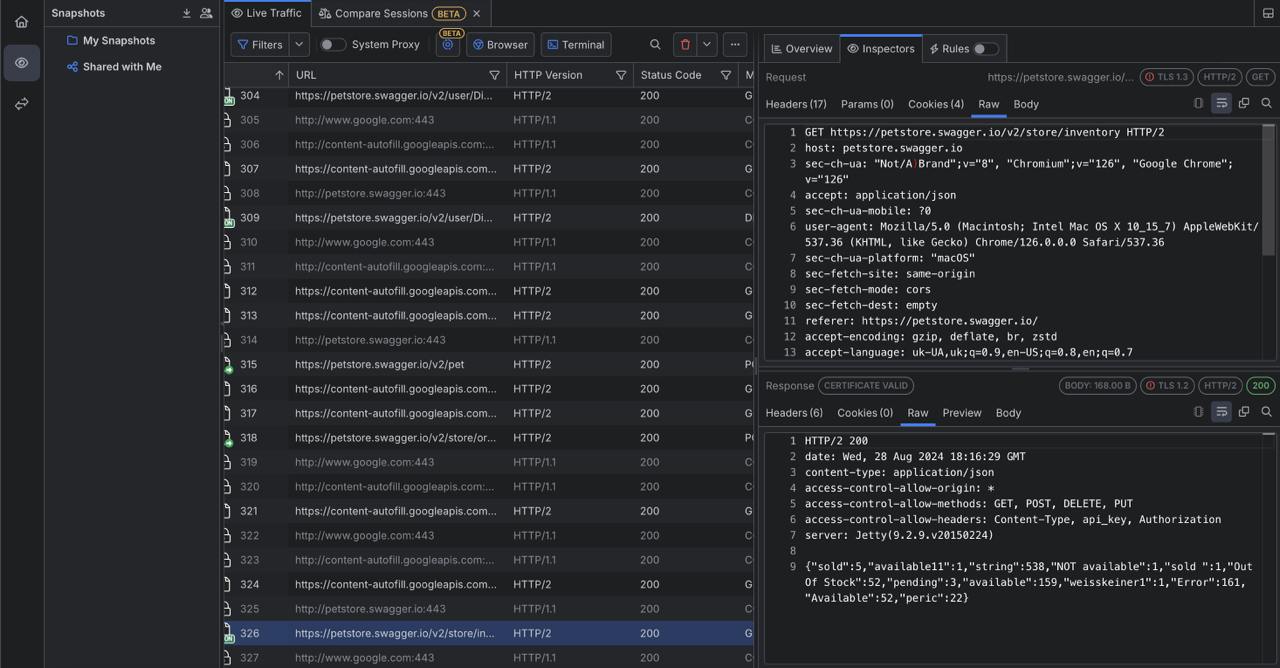 Snapshots
My Snapshots
Shared with Me
Live Traffic
Compare Sessions BETA
Filters
System Proxy
BETA
Browser
Terminal
URL HTTP Version Status Code M
304 https://petstore.swagger.io/v2/user/Di... HTTP/2 200 G
305 http://www.google.com:443 HTTP/1.1 200 C
306 http://content-autofill.googleapis.com:... HTTP/1.1 200 C
307 https://content-autofill.googleapis.com... HTTP/2 200 G
308 http://petstore.swagger.io:443 HTTP/1.1 200 C
309 https://petstore.swagger.io/v2/user/Di... HTTP/2 200 D
310 http://www.google.com:443 HTTP/1.1 200 C
311 http://content-autofill.googleapis.com:... HTTP/1.1 200 C
312 https://content-autofill.googleapis.com... HTTP/2 200 G
313 https://content-autofill.googleapis.com... HTTP/2 200 G
314 http://petstore.swagger.io:443 HTTP/1.1 200 C
315 https://petstore.swagger.io/v2/pet HTTP/2 200 P
316 https://content-autofill.googleapis.com... HTTP/2 200 G
317 https://content-autofill.googleapis.com... HTTP/2 200 G
318 https://petstore.swagger.io/v2/store/or... HTTP/2 200 P
319 http://www.google.com:443 HTTP/1.1 200 C
320 http://content-autofill.googleapis.com:... HTTP/1.1 200 C
321 https://content-autofill.googleapis.com... HTTP/2 200 G
322 http://www.google.com:443 HTTP/1.1 200 C
323 http://content-autofill.googleapis.com:... HTTP/1.1 200 C
324 https://content-autofill.googleapis.com... HTTP/2 200 G
325 http://petstore.swagger.io:443 HTTP/1.1 200 C
326 https://petstore.swagger.io/v2/store/in... HTTP/2 200 G
327 http://www.google.com:443 HTTP/1.1 200 C
Overview
Inspectors
Rules
Request https://petstore.swagger.io/... TLS 1.3 HTTP/2 GET
Headers (17) Params (0) Cookies (4) Raw Body
1 GET https://petstore.swagger.io/v2/store/inventory HTTP/2
2 host: petstore.swagger.io
3 sec-ch-ua: "Not/A)Brand";v="8", "Chromium";v="126", "Google Chrome";
v="126"
4 accept: application/json
5 sec-ch-ua-mobile: ?0
6 user-agent: Mozilla/5.0 (Macintosh; Intel Mac OS X 10_15_7) AppleWebKit/
537.36 (KHTML, like Gecko) Chrome/126.0.0.0 Safari/537.36
7 sec-ch-ua-platform: "macOS"
8 sec-fetch-site: same-origin
9 sec-fetch-mode: cors
10 sec-fetch-dest: empty
11 referer: https://petstore.swagger.io/
12 accept-encoding: gzip, deflate, br, zstd
13 accept-language: uk-UA,uk;q=0.9,en-US;q=0.8,en;q=0.7
Response CERTIFICATE VALID BODY: 168.00 B TLS 1.2 HTTP/2 200
Headers (6) Cookies (0) Raw Preview Body
1 HTTP/2 200
2 date: Wed, 28 Aug 2024 18:16:29 GMT
3 content-type: application/json
4 access-control-allow-origin: *
5 access-control-allow-methods: GET, POST, DELETE, PUT
6 access-control-allow-headers: Content-Type, api_key, Authorization
7 server: Jetty(9.2.9.v20150224)
8
9 {"sold":5,"available11":1,"string":538,"NOT available":1,"sold ":1,"Out
Of Stock":52,"pending":3,"available":159,"weisskeiner1":1,"Error":161,
"Available":52,"peric":22}